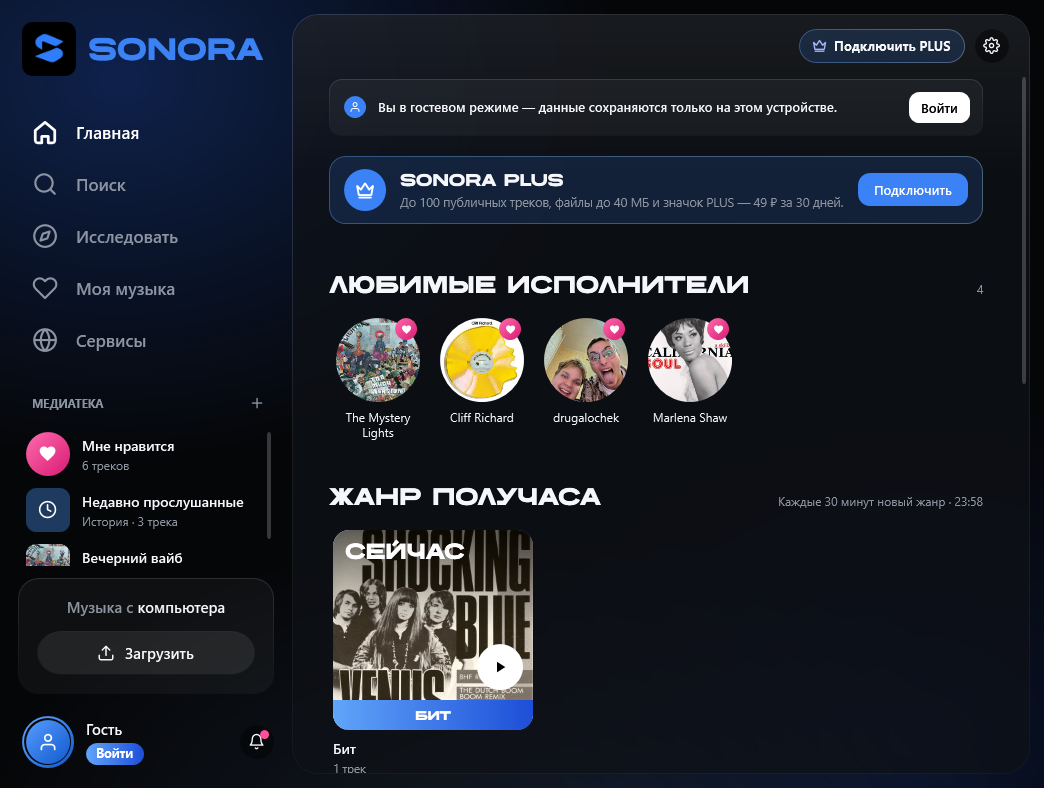 SONORA
Главная
Поиск
Исследовать
Моя музыка
Сервисы
МЕДИАТЕКА
Мне нравится
6 треков
Недавно прослушанные
История · 3 трека
Вечерний вайб
Музыка с компьютера
Загрузить
Гость
Войти
Подключить PLUS
Вы в гостевом режиме — данные сохраняются только на этом устройстве.
Войти
SONORA PLUS
До 100 публичных треков, файлы до 40 МБ и значок PLUS — 49 ₽ за 30 дней.
Подключить
ЛЮБИМЫЕ ИСПОЛНИТЕЛИ
4
Cliff Richard
CALIFORNIA
SOUL
The Mystery
Lights
Cliff Richard
drugalochek
Marlena Shaw
ЖАНР ПОЛУЧАСА
Каждые 30 минут новый жанр · 23:58
СЕЙЧАС
SHOCKING
BLUE
VENUS
THE DUTCH BOOM
BOOM REMIX
БИТ
Бит
1 трек